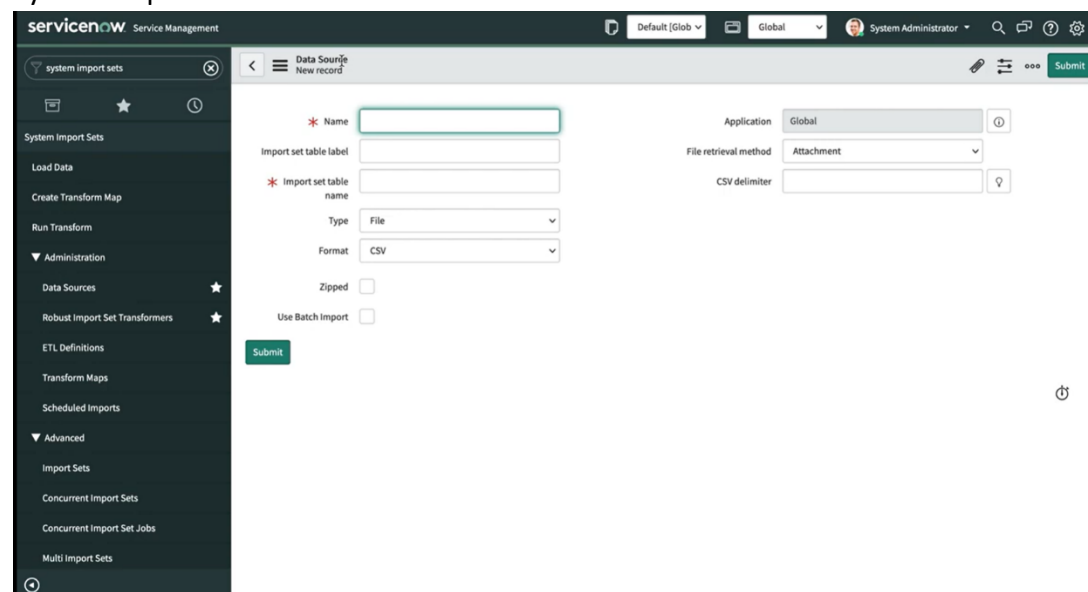 servicenow Service Management
Default [Glob
Global
System Administrator
system import sets
Data Source
New record
Submit
System Import Sets
Load Data
Create Transform Map
Run Transform
Administration
Data Sources
Robust Import Set Transformers
ETL Definitions
Transform Maps
Scheduled Imports
Advanced
Import Sets
Concurrent Import Sets
Concurrent Import Set Jobs
Multi Import Sets
Name
Import set table label
Import set table
name
Type File
Format CSV
Zipped
Use Batch Import
Submit
Application Global
File retrieval method Attachment
CSV delimiter